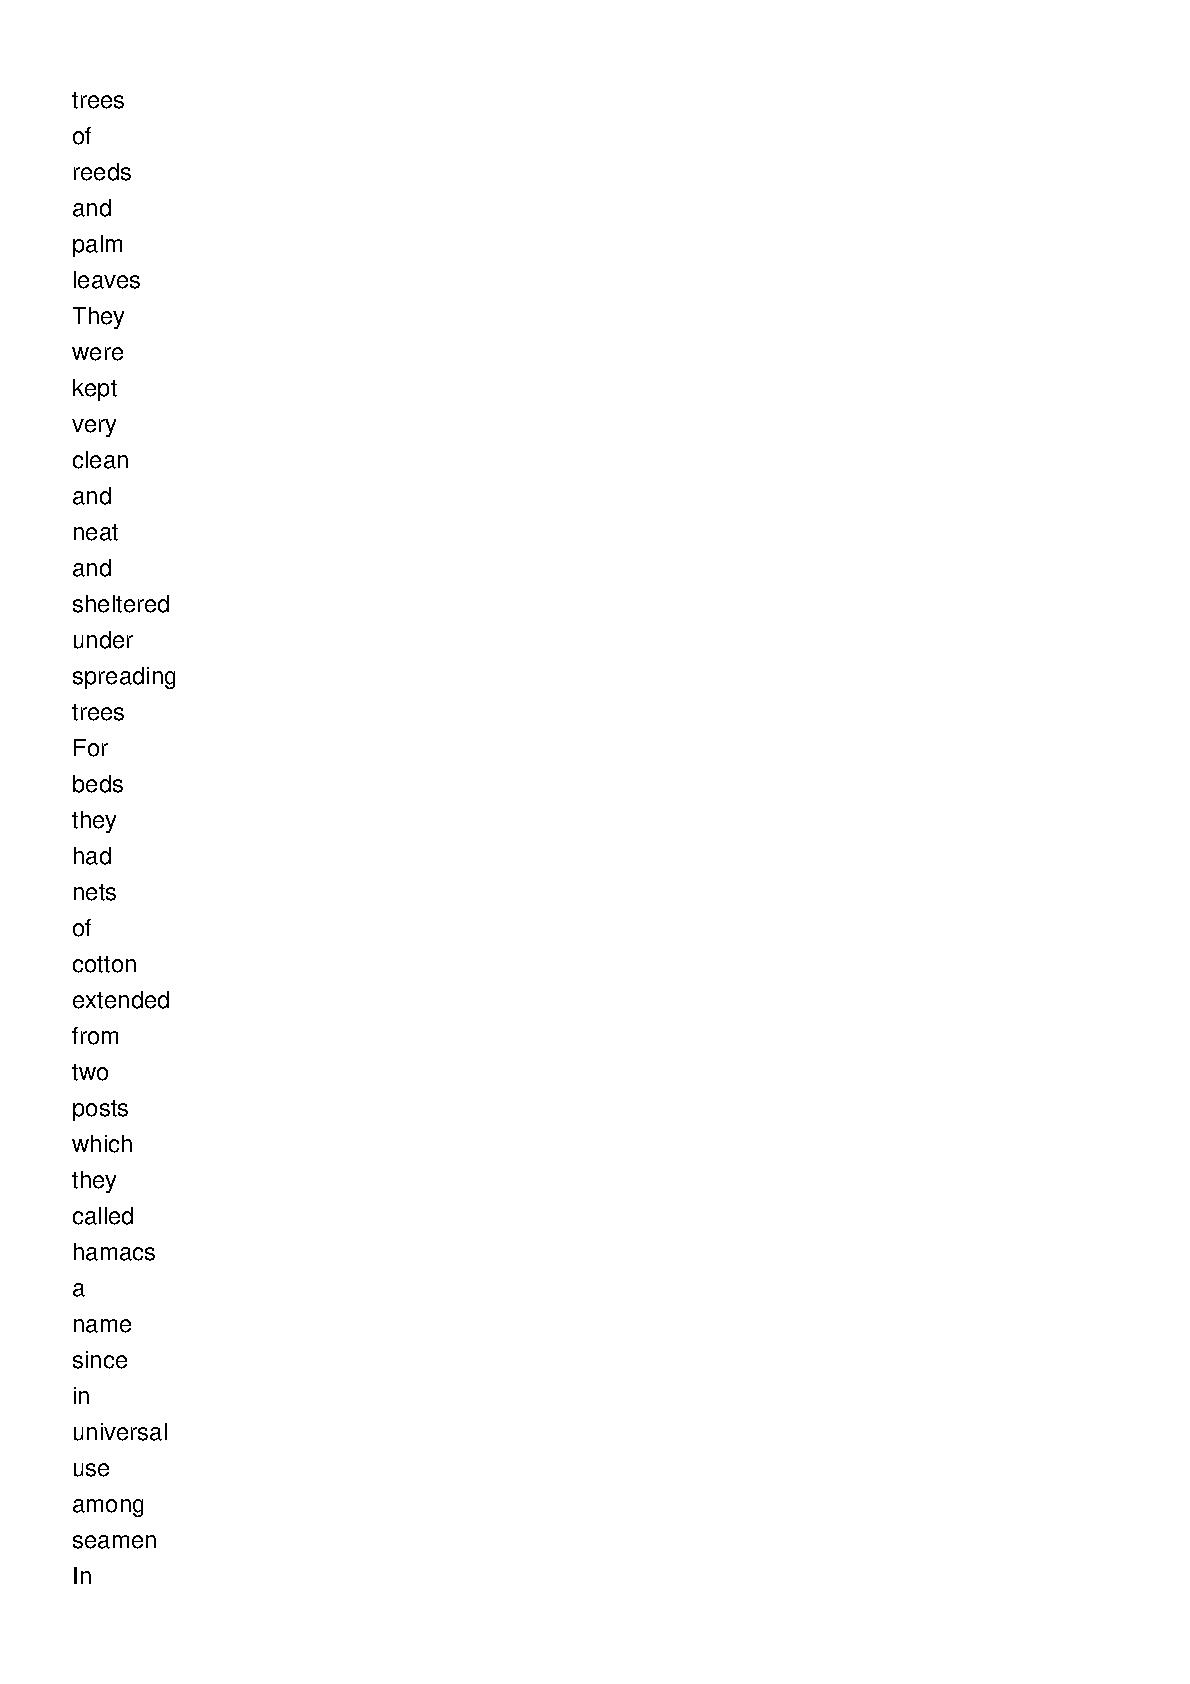 trees
of
reeds
and
palm
leaves
They
were
kept
very
clean
and
neat
and
sheltered
under
spreading
trees
For
beds
they
had
nets
of
cotton
extended
from
two
posts
which
they
called
hamacs
a
name
since
in
universal
use
among
seamen
In